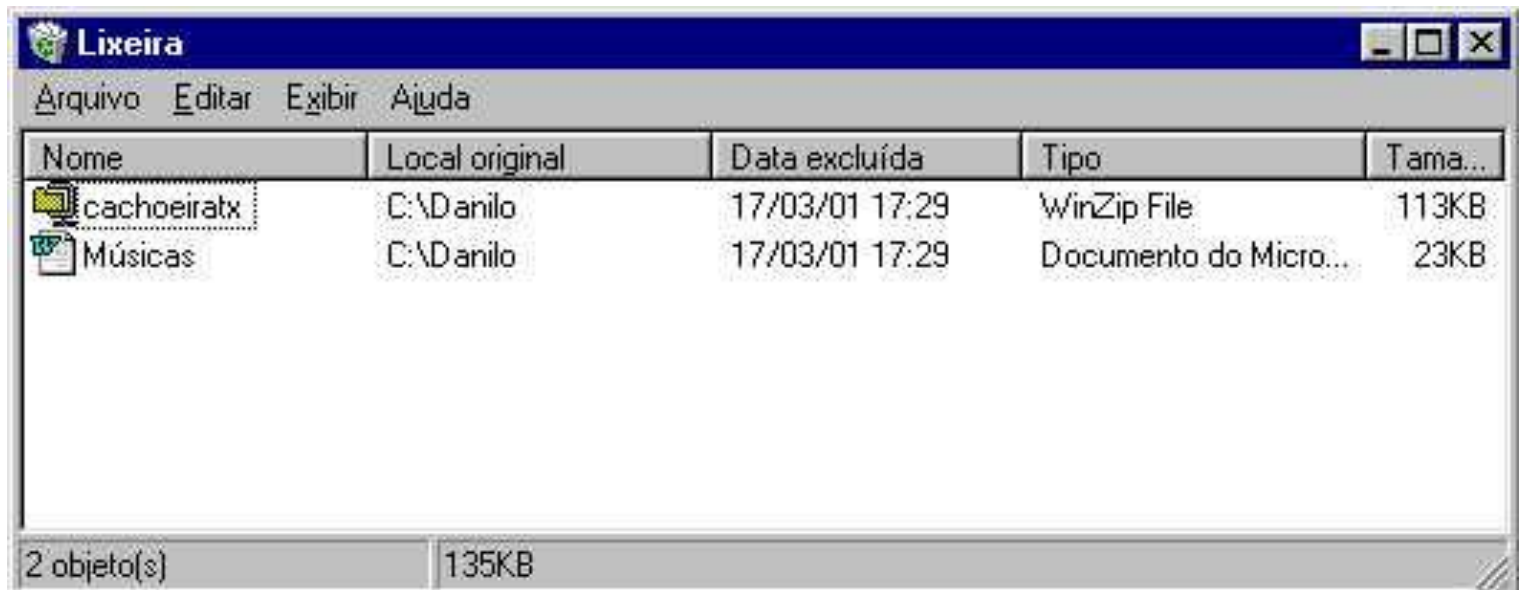 Lixeira
Arquivo Editar Exibir Ajuda
Nome Local original Data excluída Tipo Tama...
cachoeiratx C:\Danilo 17/03/01 17:29 WinZip File 113KB
Músicas C:\Danilo 17/03/01 17:29 Documento do Micro... 23KB
2 objeto(s) 135KB